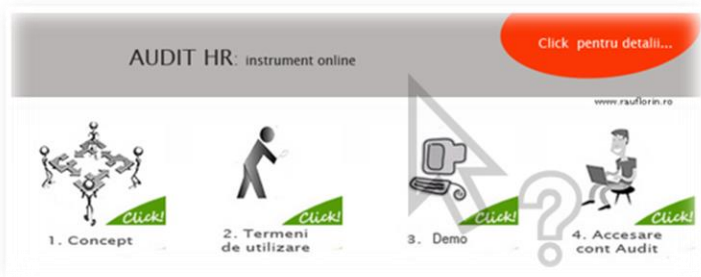 AUDIT HR: instrument online
Click pentru detalii...
www.rauflorin.ro
Click!
1. Concept
Click!
2. Termeni
de utilizare
Click!
3. Demo
Click!
4. Accesare
cont Audit